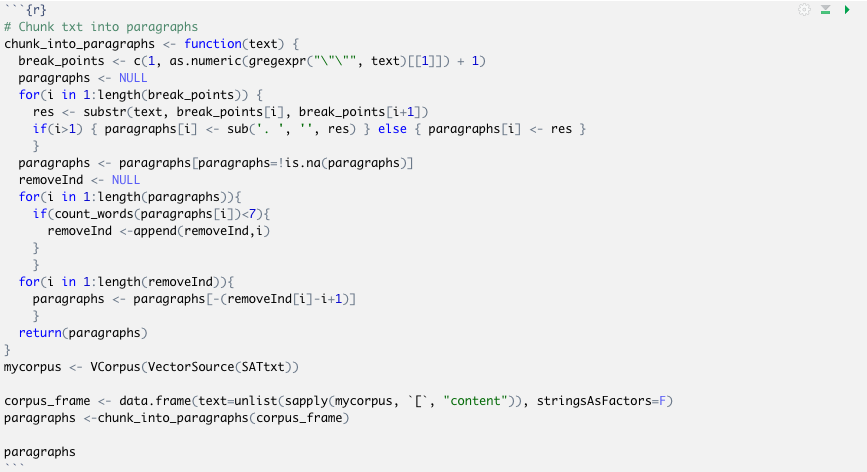 ```{r}
# Chunk txt into paragraphs
chunk_into_paragraphs <- function(text) {
  break_points <- c(1, as.numeric(gregexpr("\"\"", text)[[1]]) + 1)
  paragraphs <- NULL
  for(i in 1:length(break_points)) {
    res <- substr(text, break_points[i], break_points[i+1])
    if(i>1) { paragraphs[i] <- sub('. ', '', res) } else { paragraphs[i] <- res }
    }
  paragraphs <- paragraphs[paragraphs=!is.na(paragraphs)]
  removeInd <- NULL
  for(i in 1:length(paragraphs)){
    if(count_words(paragraphs[i])<7){
      removeInd <-append(removeInd,i)
    }
    }
  for(i in 1:length(removeInd)){
    paragraphs <- paragraphs[-(removeInd[i]-i+1)]
    }
  return(paragraphs)
}
mycorpus <- VCorpus(VectorSource(SATtxt))

corpus_frame <- data.frame(text=unlist(sapply(mycorpus, `[`, "content")), stringsAsFactors=F)
paragraphs <-chunk_into_paragraphs(corpus_frame)

paragraphs
```